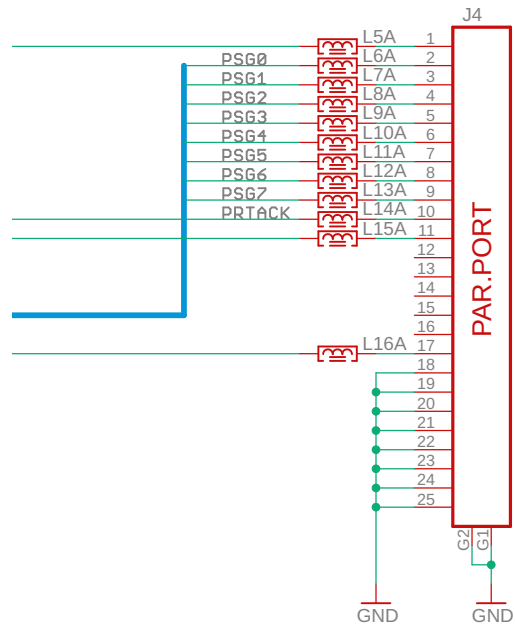 J4
L5A 1
PSG0 L6A 2
PSG1 L7A 3
PSG2 L8A 4
PSG3 L9A 5
PSG4 L10A 6
PSG5 L11A 7
PSG6 L12A 8
PSG7 L13A 9
PRTACK L14A 10
L15A 11
12
13
14
15
16
L16A 17
18
19
20
21
22
23
24
25
PAR.PORT
G2 G1
GND GND